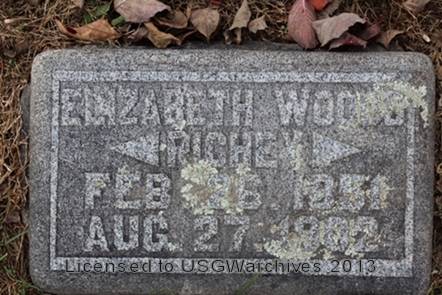 ELIZABETH WOODS
RICHEY
FEB. 1851
AUG. 27.
Licensed to USGWarchives 2013